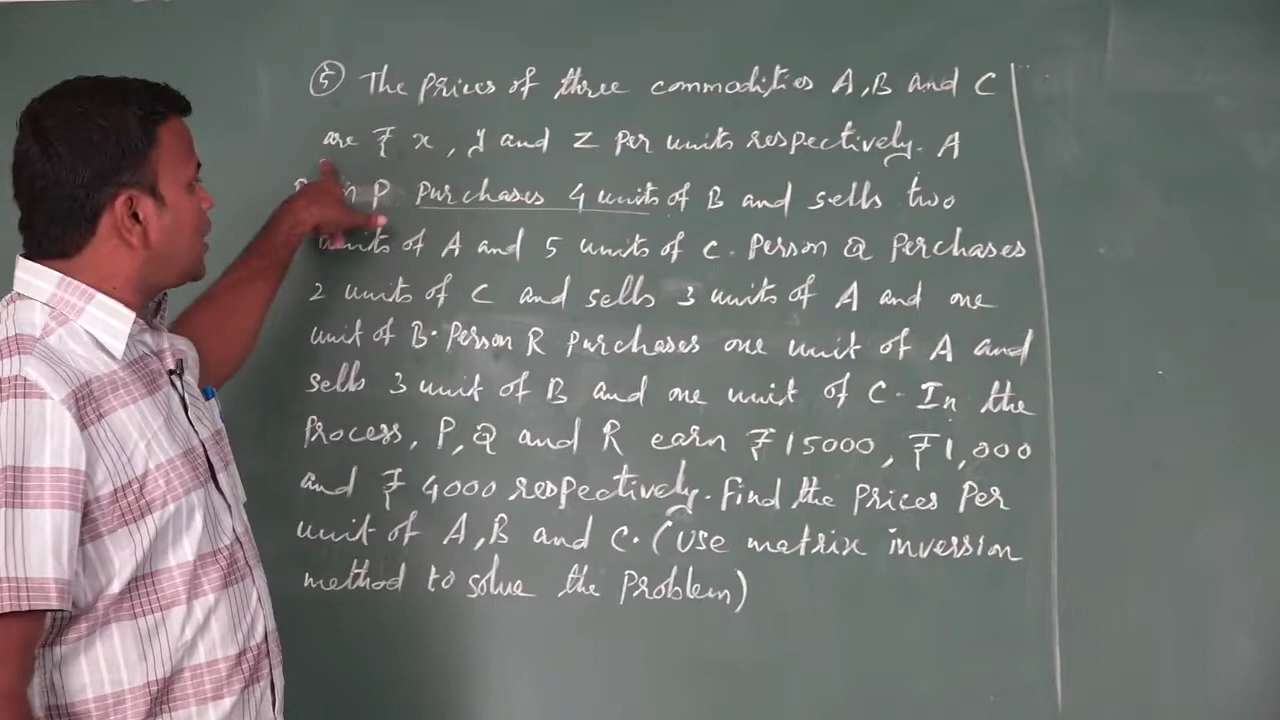 ⑤ The Prices of three commodities A, B and C
are ₹ x, y and z per units respectively. A
P Purchases 4 units of B and sells two
units of A and 5 units of C. Person Q Perchases
2 units of C and sells 3 units of A and one
unit of B. Person R Purchases one unit of A and
sells 3 unit of B and one unit of C. In the
Process, P, Q and R earn ₹15000, ₹1,000
and ₹ 4000 respectively. Find the Prices Per
unit of A, B and C. (Use matrix inversion
method to solve the Problem)